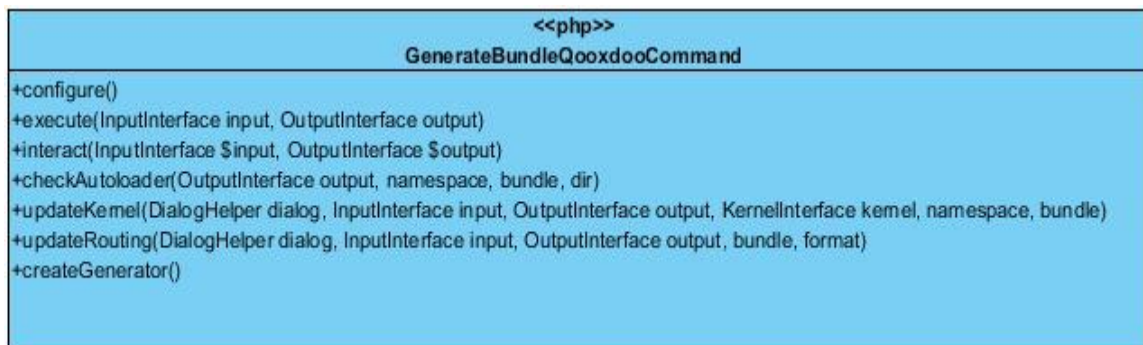 <<php>>
GenerateBundleQooxdooCommand
+configure()
+execute(InputInterface input, OutputInterface output)
+interact(InputInterface $input, OutputInterface $output)
+checkAutoloader(OutputInterface output, namespace, bundle, dir)
+updateKernel(DialogHelper dialog, InputInterface input, OutputInterface output, KernelInterface kernel, namespace, bundle)
+updateRouting(DialogHelper dialog, InputInterface input, OutputInterface output, bundle, format)
+createGenerator()